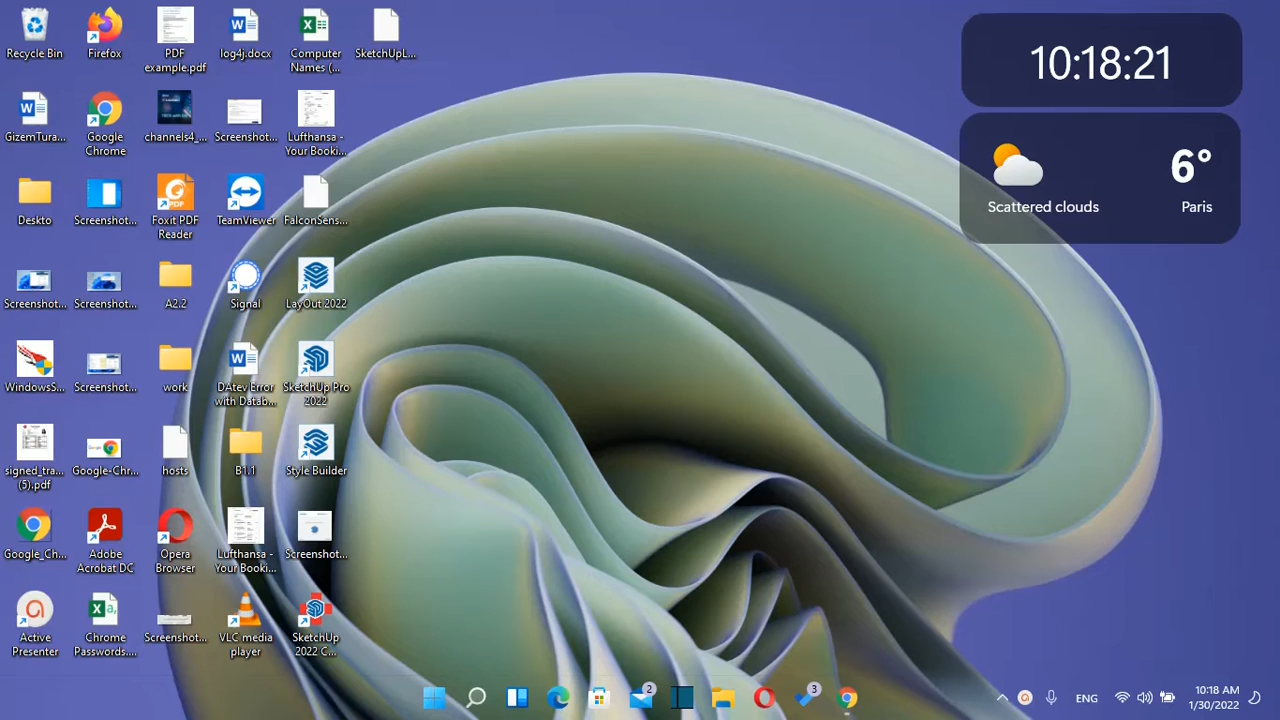 Recycle Bin
Firefox
PDF example.pdf
log4j.docx
Computer Names (...
SketchUpL...
GizemTura...
Google Chrome
channels4_...
Screenshot...
Lufthansa - Your Booki...
Deskto
Screenshot...
Foxit PDF Reader
TeamViewer
FalconSens...
Screenshot...
Screenshot...
A2.2
Signal
LayOut 2022
WindowsS...
Screenshot...
work
DAtev Error with Datab...
SketchUp Pro 2022
signed_tra... (5).pdf
Google-Chr...
hosts
B1.1
Style Builder
Google_Ch...
Adobe Acrobat DC
Opera Browser
Lufthansa - Your Booki...
Screenshot...
Active Presenter
Chrome Passwords....
Screenshot...
VLC media player
SketchUp 2022 C...
10:18:21
6°
Scattered clouds
Paris
2
3
ENG
10:18 AM
1/30/2022